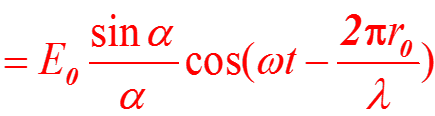 = E₀ sin α / α cos(ωt − 2πr₀ / λ)